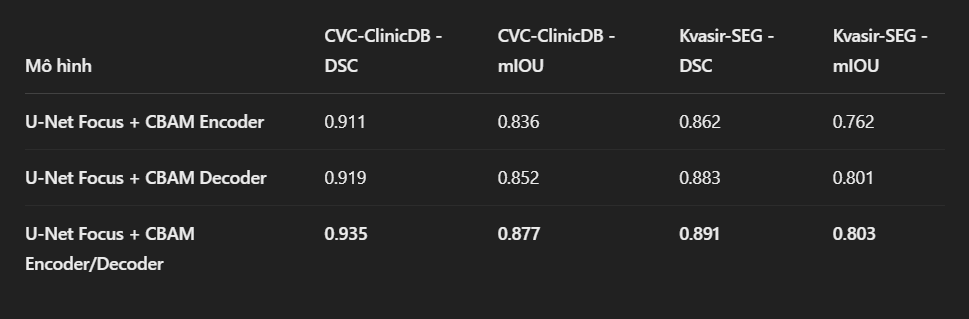 Mô hình CVC-ClinicDB - DSC CVC-ClinicDB - mIOU Kvasir-SEG - DSC Kvasir-SEG - mIOU
U-Net Focus + CBAM Encoder 0.911 0.836 0.862 0.762
U-Net Focus + CBAM Decoder 0.919 0.852 0.883 0.801
U-Net Focus + CBAM Encoder/Decoder 0.935 0.877 0.891 0.803